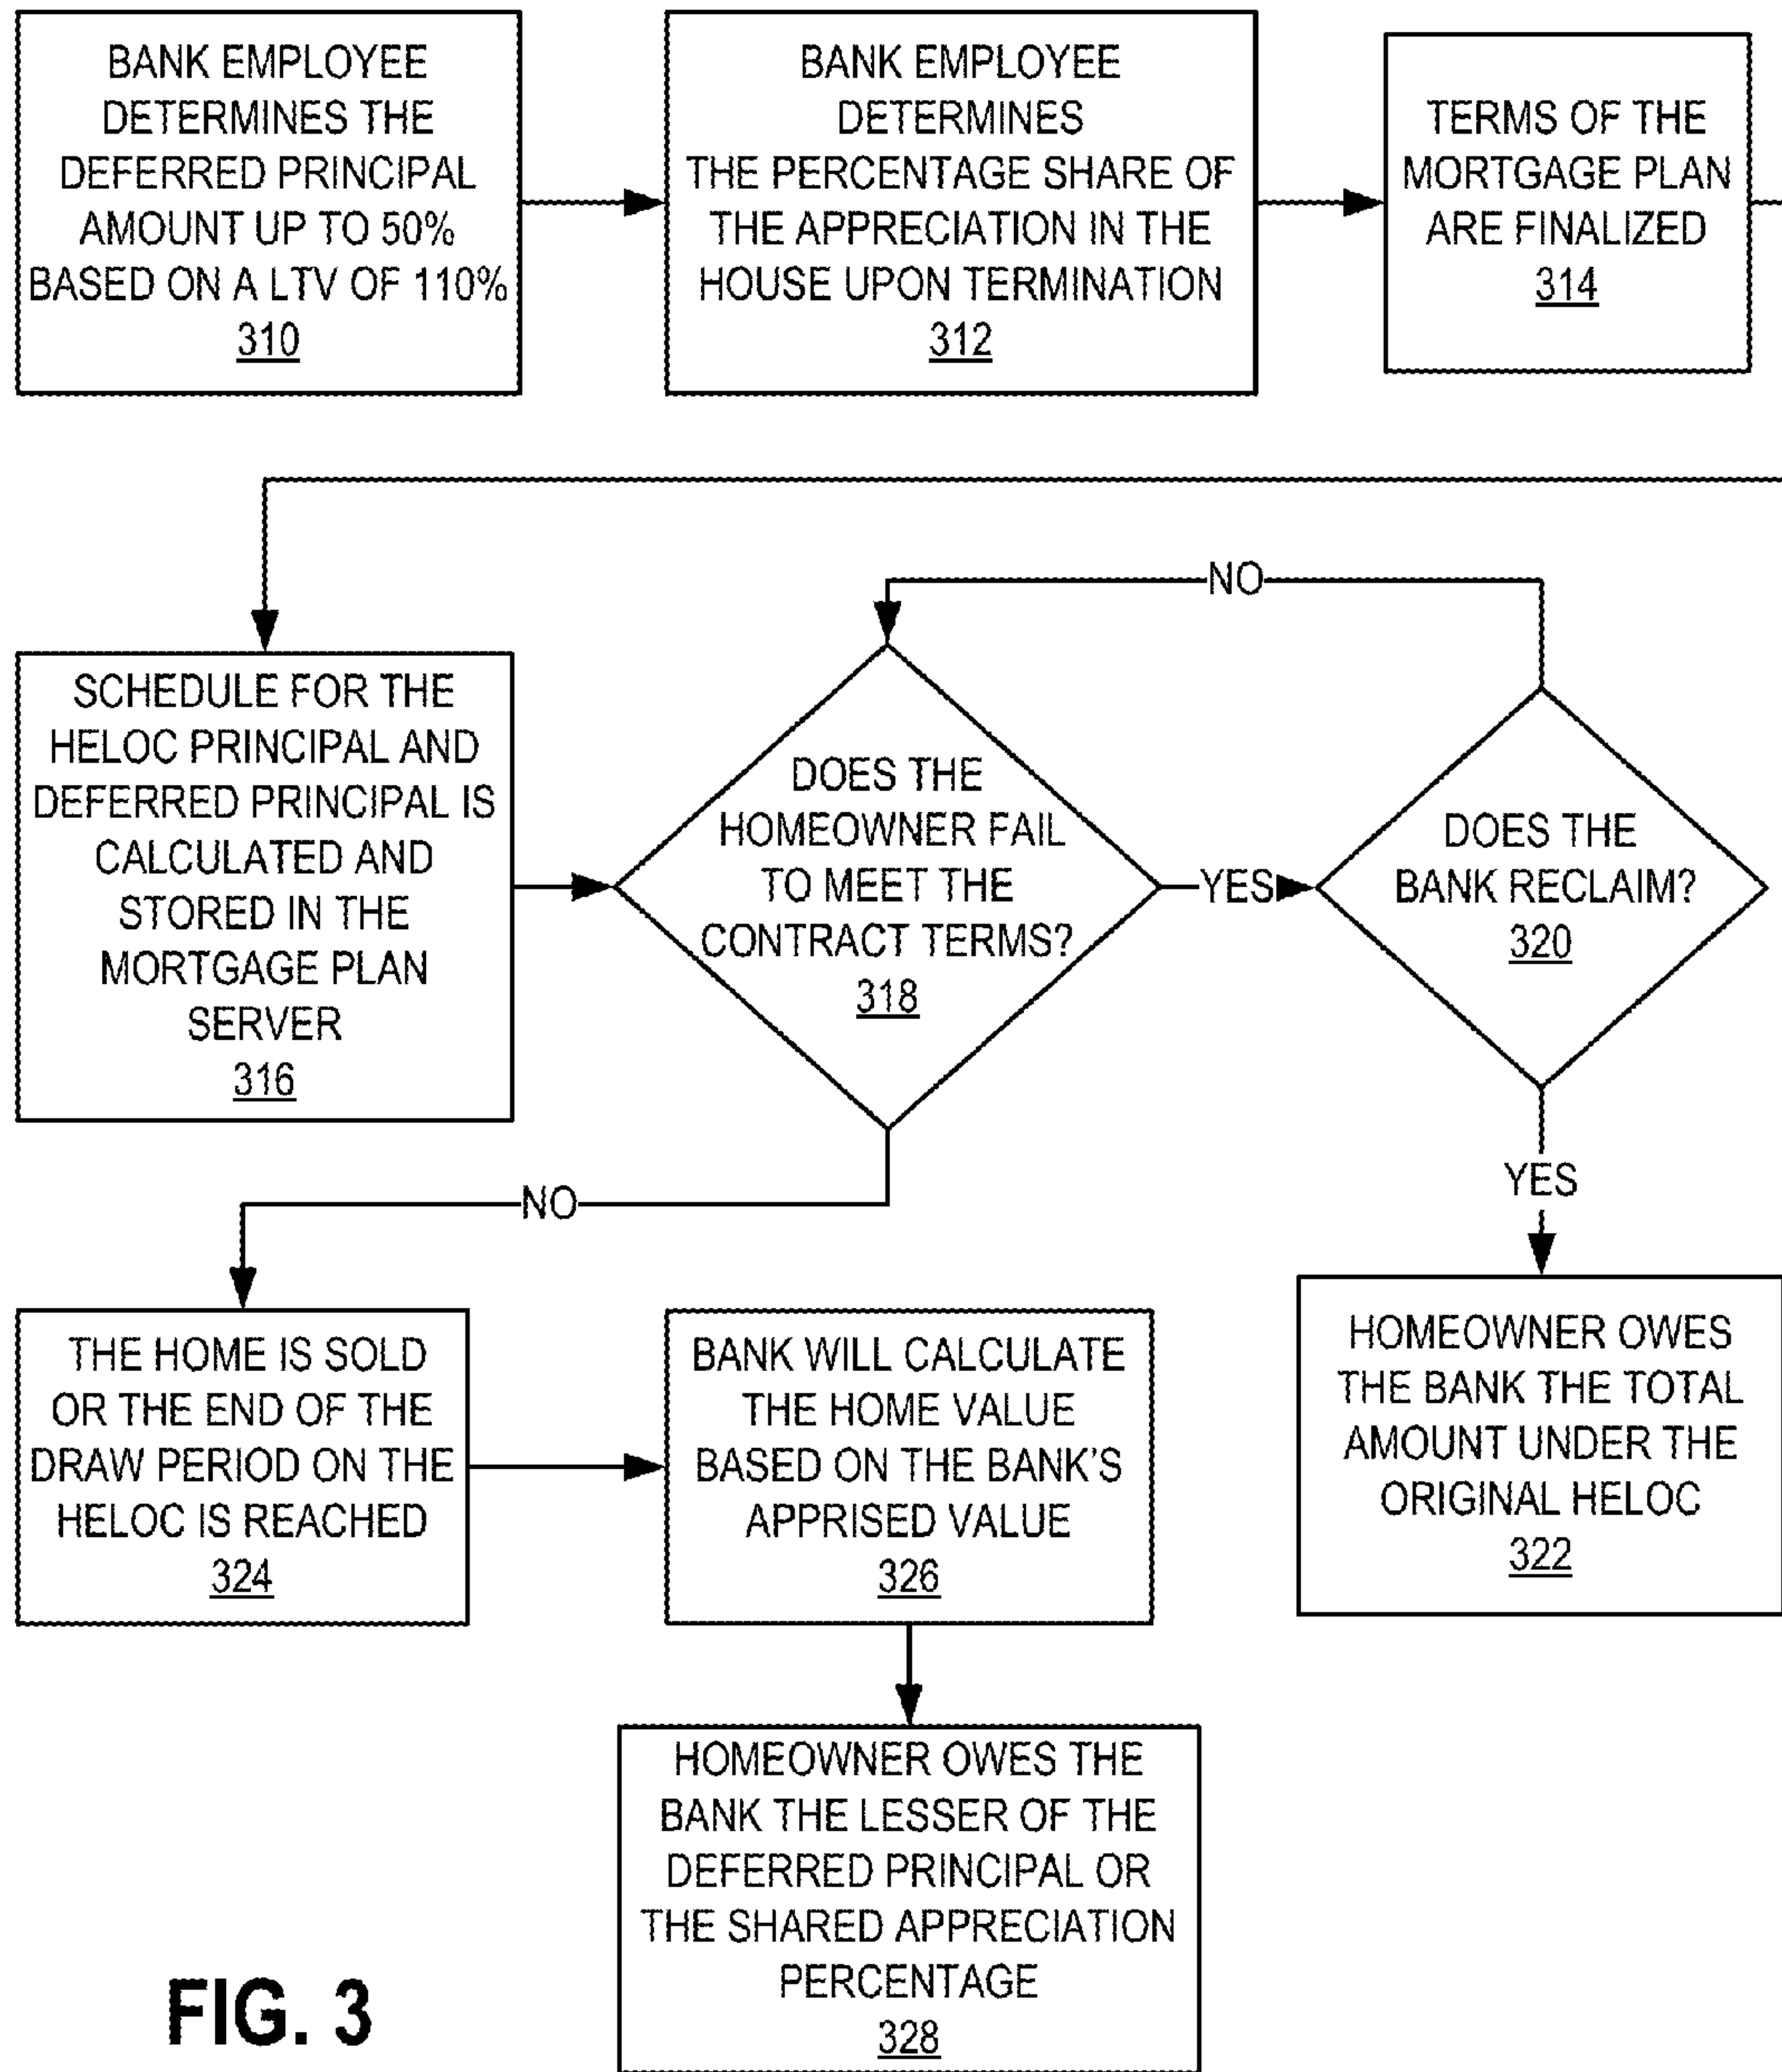 BANK EMPLOYEE
DETERMINES THE
DEFERRED PRINCIPAL
AMOUNT UP TO 50%
BASED ON A LTV OF 110%
310
BANK EMPLOYEE
DETERMINES
THE PERCENTAGE SHARE OF
THE APPRECIATION IN THE
HOUSE UPON TERMINATION
312
TERMS OF THE
MORTGAGE PLAN
ARE FINALIZED
314
SCHEDULE FOR THE
HELOC PRINCIPAL AND
DEFERRED PRINCIPAL IS
CALCULATED AND
STORED IN THE
MORTGAGE PLAN
SERVER
316
DOES THE
HOMEOWNER FAIL
TO MEET THE
CONTRACT TERMS?
318
YES
NO
DOES THE
BANK RECLAIM?
320
YES
NO
HOMEOWNER OWES
THE BANK THE TOTAL
AMOUNT UNDER THE
ORIGINAL HELOC
322
THE HOME IS SOLD
OR THE END OF THE
DRAW PERIOD ON THE
HELOC IS REACHED
324
BANK WILL CALCULATE
THE HOME VALUE
BASED ON THE BANK'S
APPRISED VALUE
326
HOMEOWNER OWES THE
BANK THE LESSER OF THE
DEFERRED PRINCIPAL OR
THE SHARED APPRECIATION
PERCENTAGE
328
FIG. 3